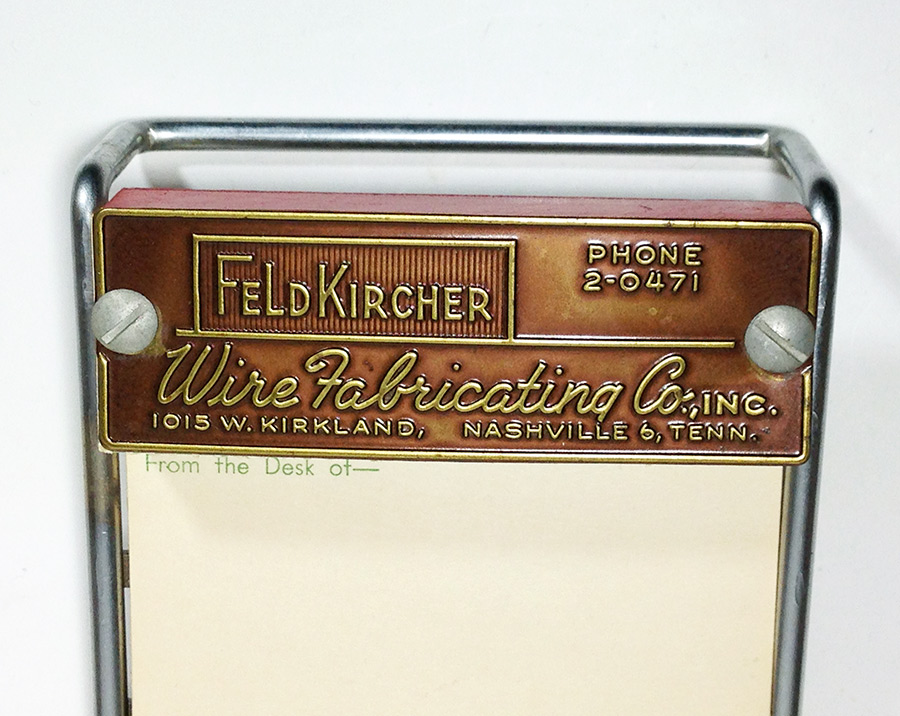 FELDKIRCHER
PHONE
2-0471
Wire Fabricating Co., INC.
1015 W. KIRKLAND, NASHVILLE 6, TENN.
From the Desk of—